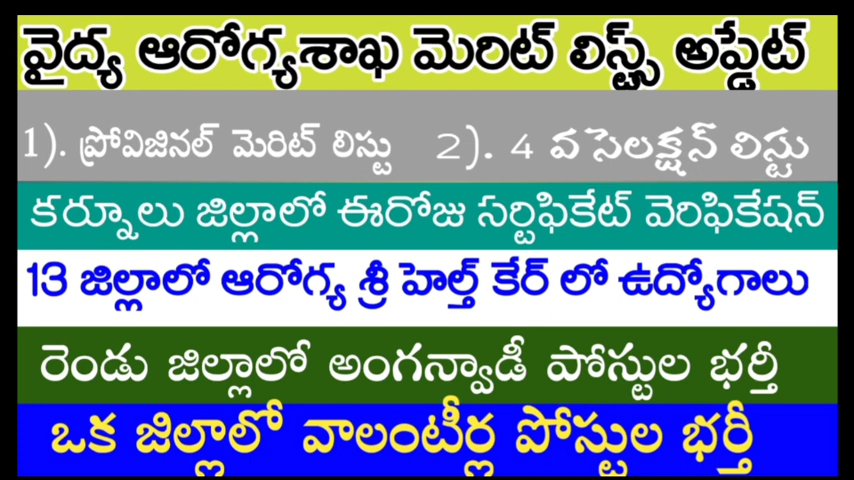 వైద్య ఆరోగ్యశాఖ మెరిట్ లిస్ట్స్ అప్డేట్
1). ప్రోవిజినల్ మెరిట్ లిస్టు 2). 4 వ సెలక్షన్ లిస్టు
కర్నూలు జిల్లాలో ఈరోజు సర్టిఫికేట్ వెరిఫికేషన్
13 జిల్లాలో ఆరోగ్య శ్రీ హెల్త్ కేర్ లో ఉద్యోగాలు
రెండు జిల్లాలో అంగన్వాడీ పోస్టుల భర్తీ
ఒక జిల్లాలో వాలంటీర్ల పోస్టుల భర్తీ